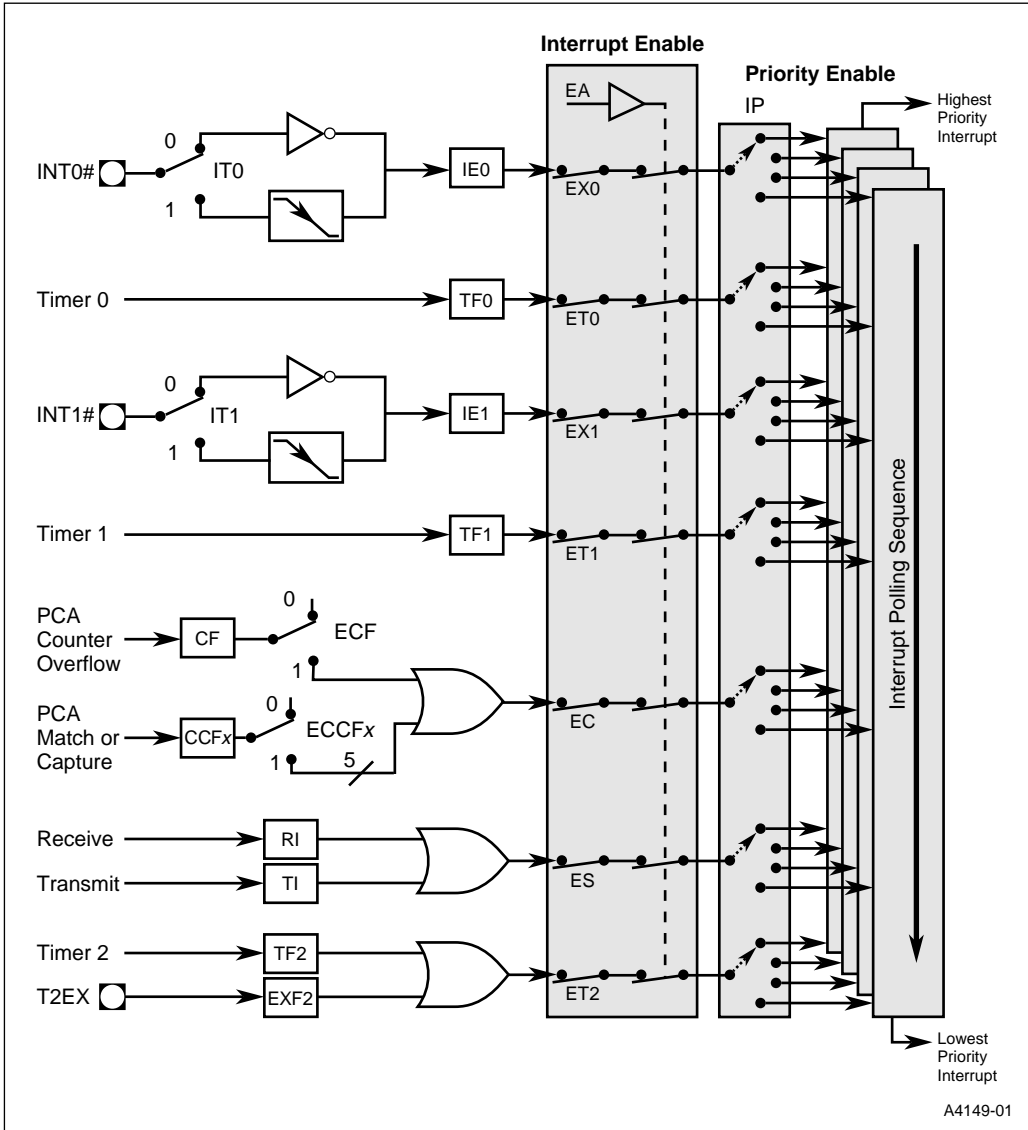 Interrupt Enable
Priority Enable
EA
IP
Highest
Priority
Interrupt
INT0#
0
IT0
1
IE0
EX0
Timer 0
TF0
ET0
INT1#
0
IT1
1
IE1
EX1
Timer 1
TF1
ET1
PCA
Counter
Overflow
CF
0
ECF
1
PCA
Match or
Capture
CCFx
0
ECCFx
1
5
EC
Receive
RI
Transmit
TI
ES
Timer 2
TF2
T2EX
EXF2
ET2
Interrupt Polling Sequence
Lowest
Priority
Interrupt
A4149-01